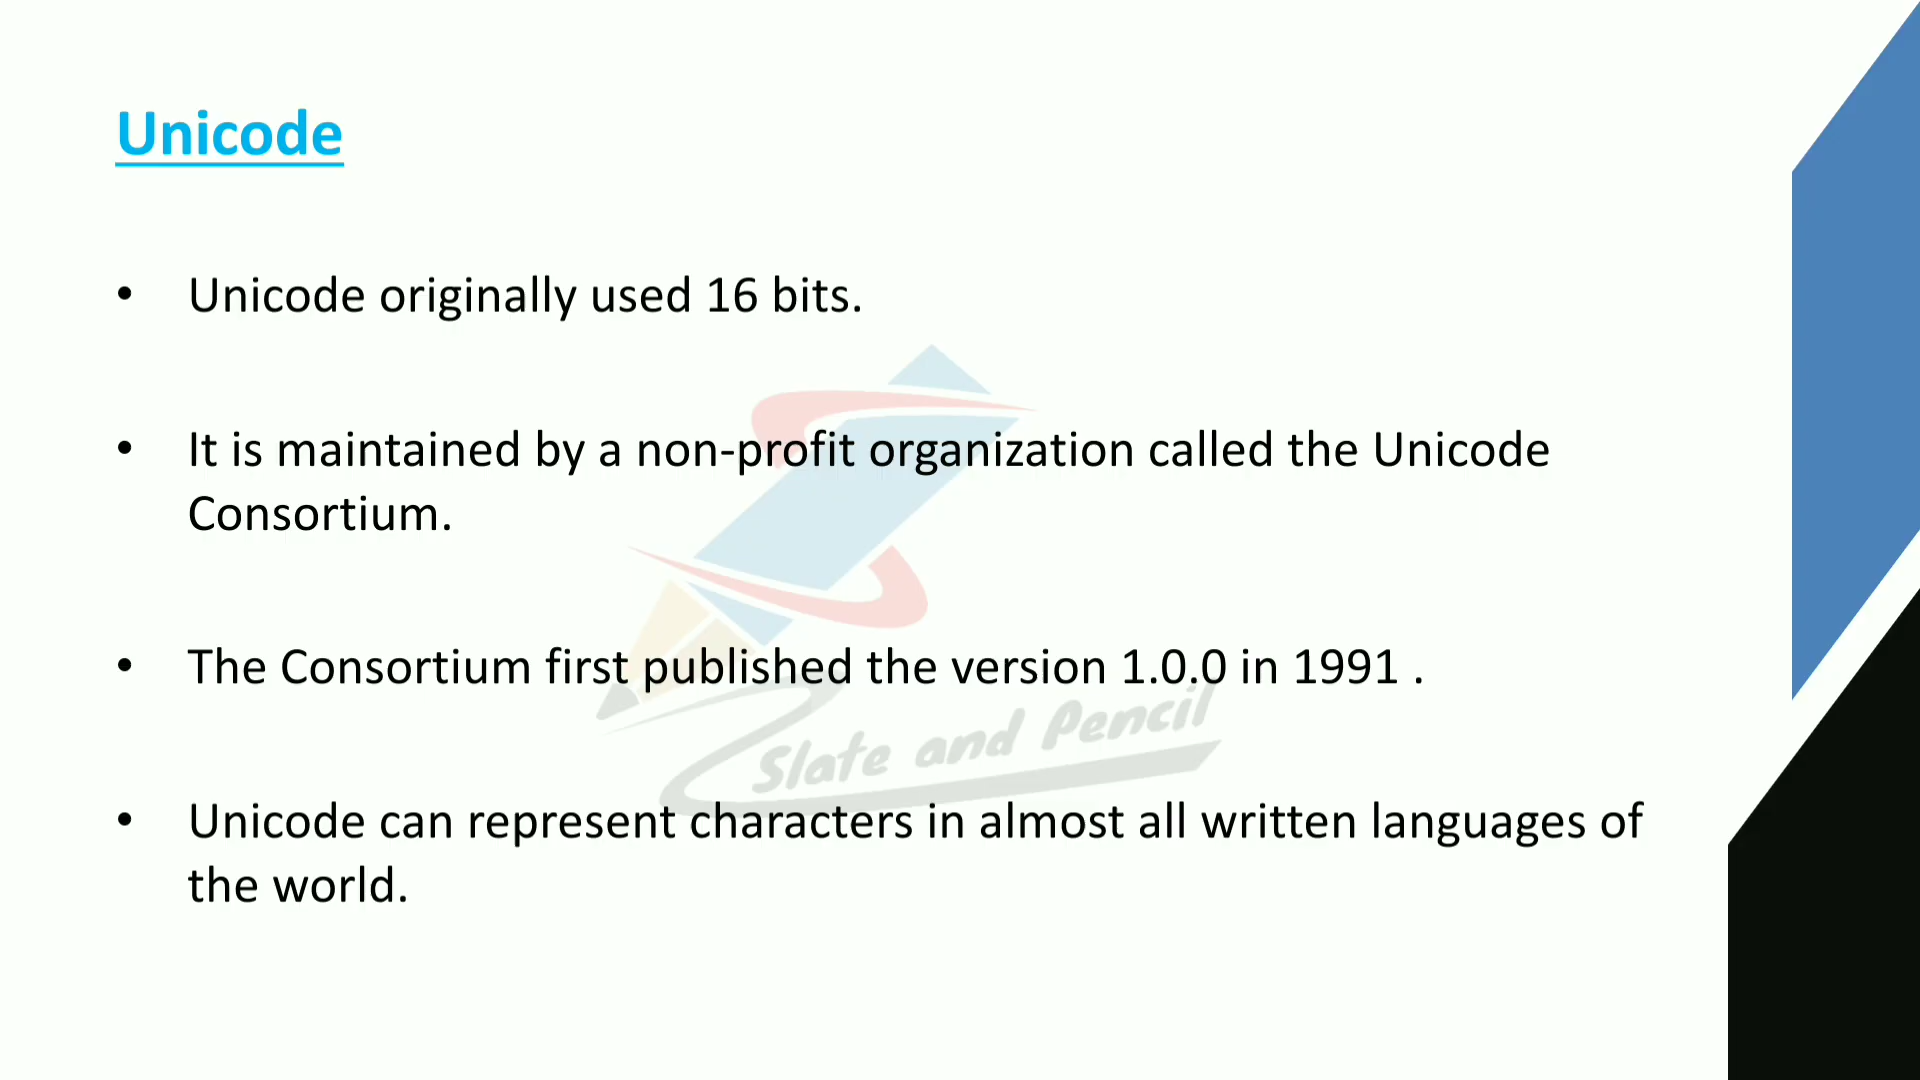 Unicode
• Unicode originally used 16 bits.
• It is maintained by a non-profit organization called the Unicode
Consortium.
• The Consortium first published the version 1.0.0 in 1991 .
Slate and Pencil
• Unicode can represent characters in almost all written languages of
the world.